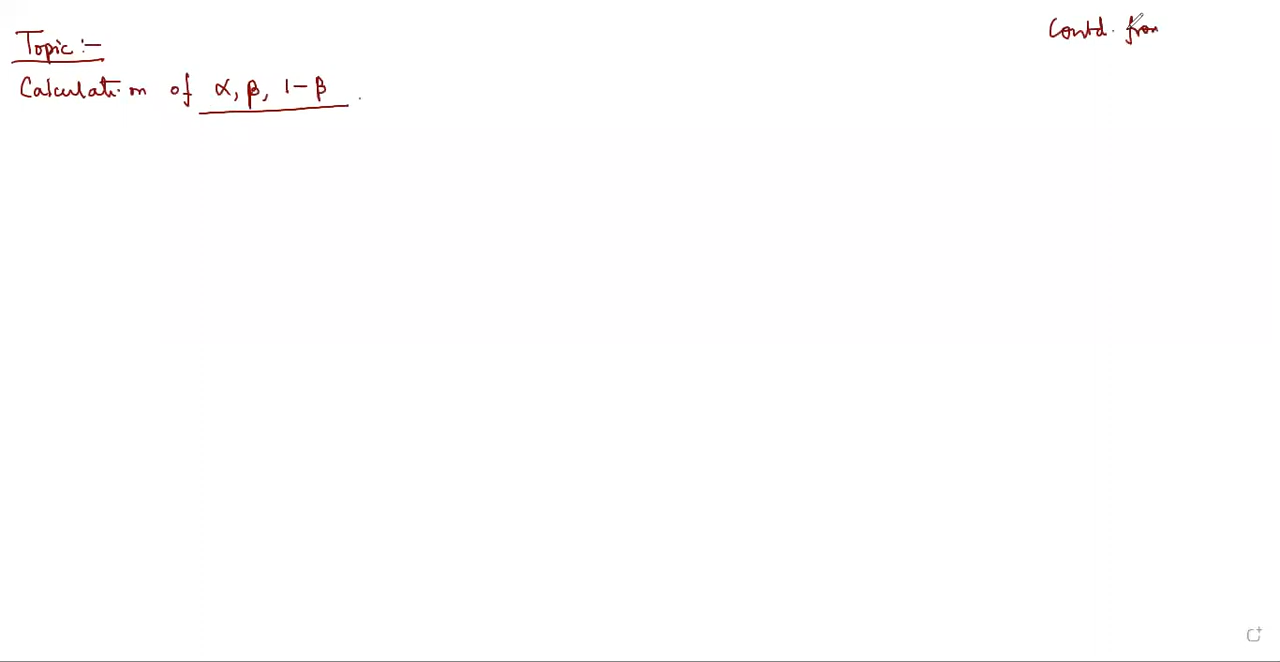 Topic :-
Contd. from
Calculation of α, β, 1-β.